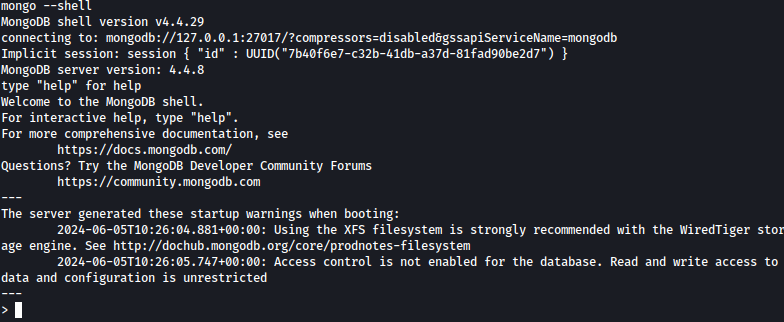 mongo --shell
MongoDB shell version v4.4.29
connecting to: mongodb://127.0.0.1:27017/?compressors=disabled&gssapiServiceName=mongodb
Implicit session: session { "id" : UUID("7b40f6e7-c32b-41db-a37d-81fad90be2d7") }
MongoDB server version: 4.4.8
type "help" for help
Welcome to the MongoDB shell.
For interactive help, type "help".
For more comprehensive documentation, see
        https://docs.mongodb.com/
Questions? Try the MongoDB Developer Community Forums
        https://community.mongodb.com
---
The server generated these startup warnings when booting:
        2024-06-05T10:26:04.881+00:00: Using the XFS filesystem is strongly recommended with the WiredTiger stor
age engine. See http://dochub.mongodb.org/core/prodnotes-filesystem
        2024-06-05T10:26:05.747+00:00: Access control is not enabled for the database. Read and write access to
data and configuration is unrestricted
---
>